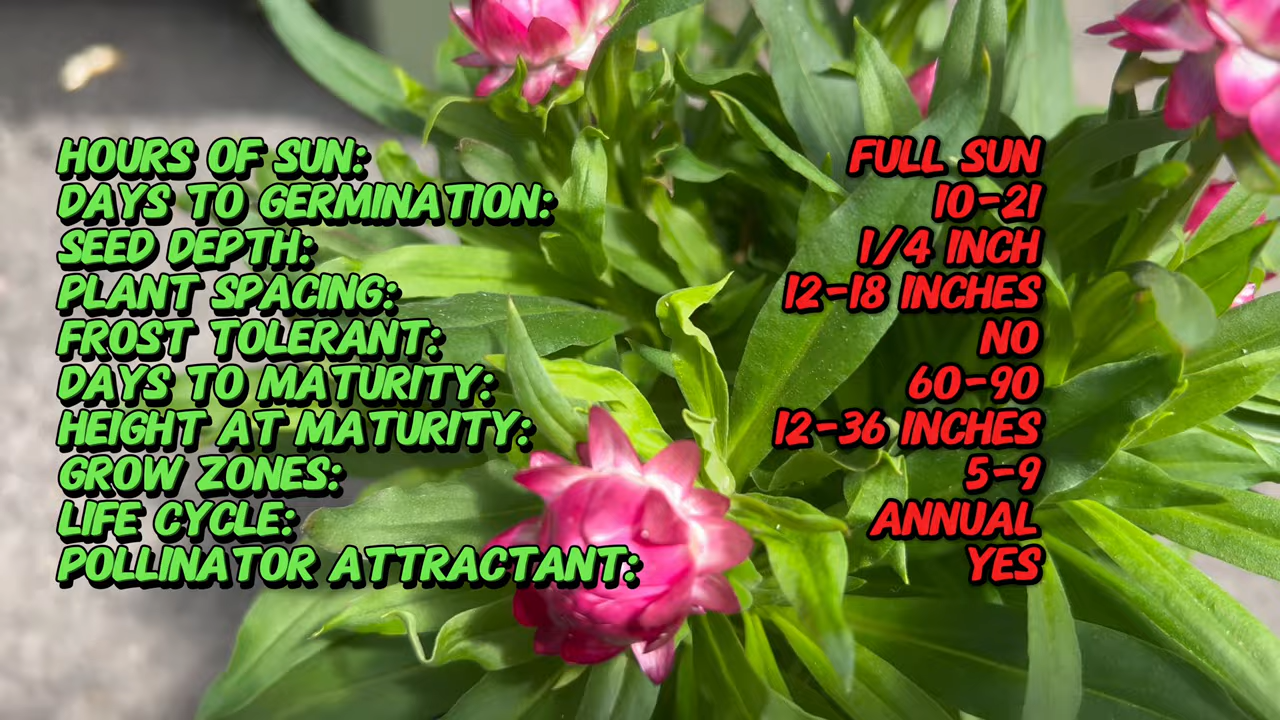 HOURS OF SUN: FULL SUN
DAYS TO GERMINATION: 10-21
SEED DEPTH: 1/4 INCH
PLANT SPACING: 12-18 INCHES
FROST TOLERANT: NO
DAYS TO MATURITY: 60-90
HEIGHT AT MATURITY: 12-36 INCHES
GROW ZONES: 5-9
LIFE CYCLE: ANNUAL
POLLINATOR ATTRACTANT: YES